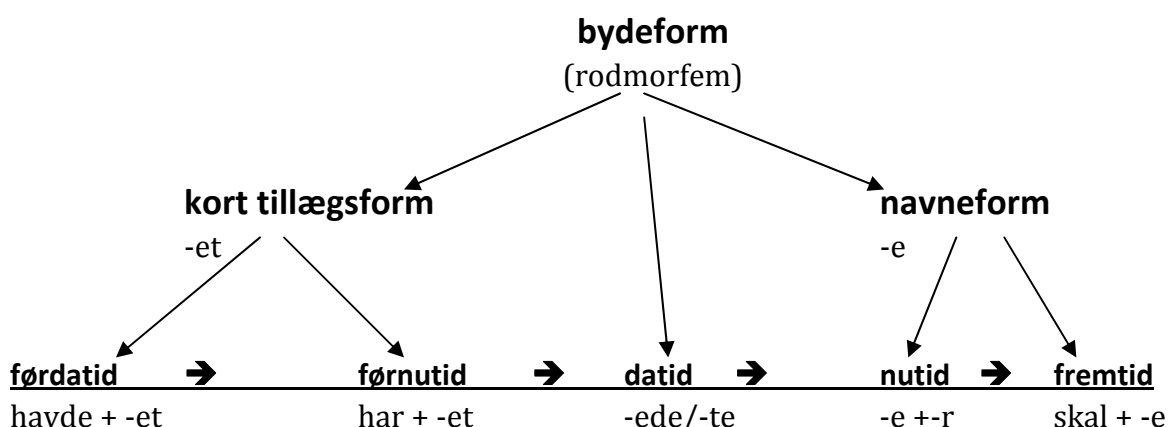 bydeform
(rodmorfem)
kort tillægsform navneform
-et -e
førdatid ➔ førnutid ➔ datid ➔ nutid ➔ fremtid
havde + -et har + -et -ede/-te -e +-r skal + -e